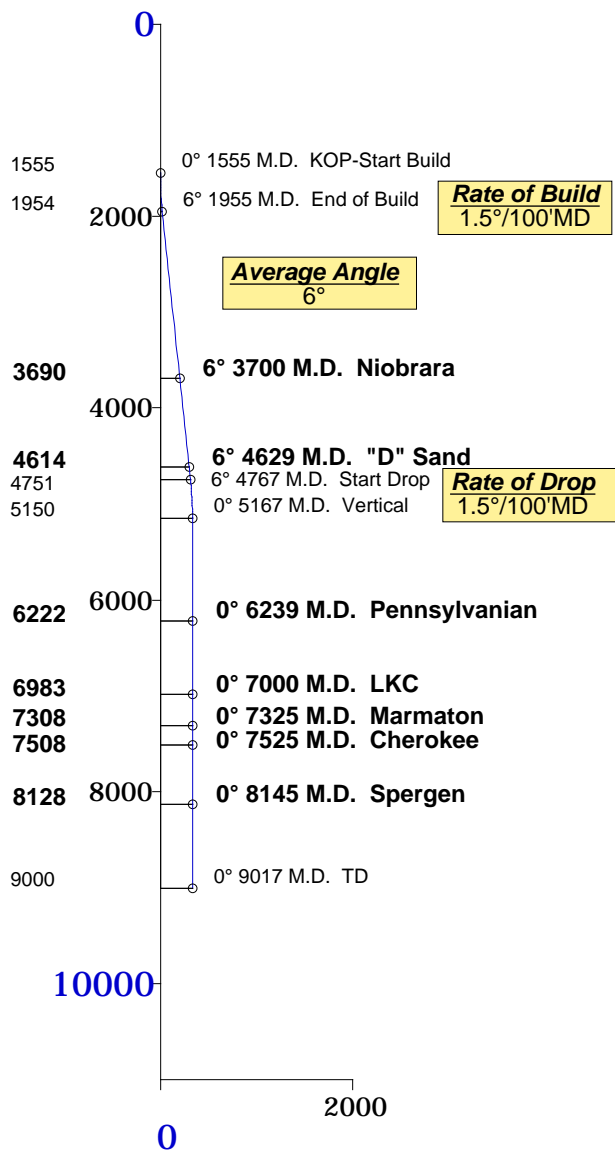 0
1555 0° 1555 M.D. KOP-Start Build
1954 6° 1955 M.D. End of Build
Rate of Build
1.5°/100'MD
2000
Average Angle
6°
3690 6° 3700 M.D. Niobrara
4000
4614 6° 4629 M.D. "D" Sand
4751 6° 4767 M.D. Start Drop
Rate of Drop
1.5°/100'MD
5150 0° 5167 M.D. Vertical
6000
6222 0° 6239 M.D. Pennsylvanian
6983 0° 7000 M.D. LKC
7308 0° 7325 M.D. Marmaton
7508 0° 7525 M.D. Cherokee
8000
8128 0° 8145 M.D. Spergen
9000 0° 9017 M.D. TD
10000
2000
0